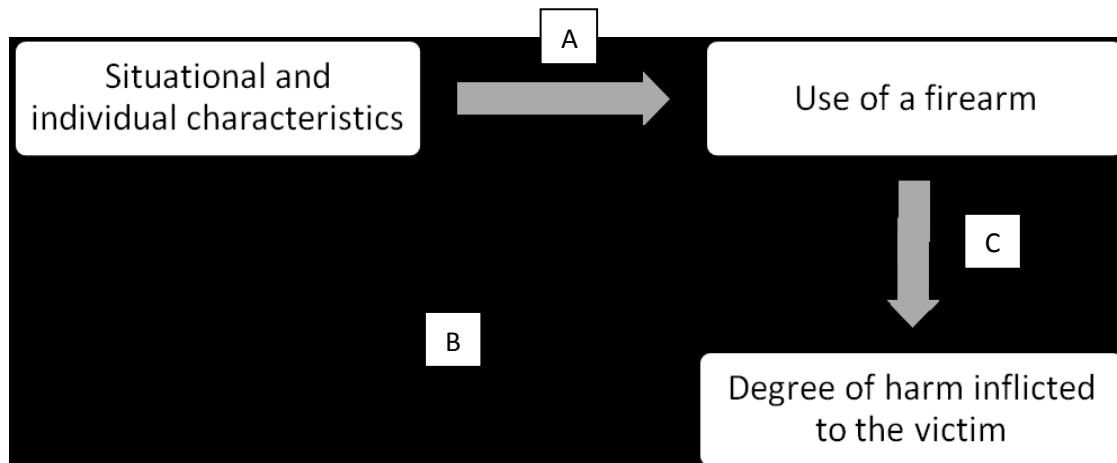 A
Situational and
individual characteristics
Use of a firearm
C
B
Degree of harm inflicted
to the victim